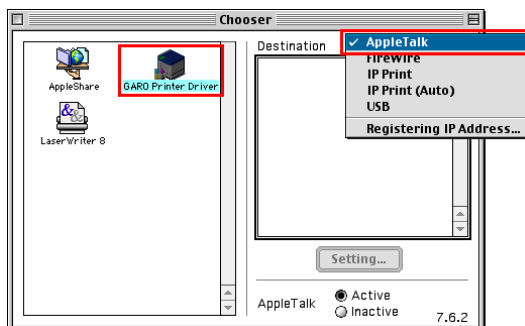 Chooser
AppleShare
GARO Printer Driver
LaserWriter 8
Destination
AppleTalk
FireWire
IP Print
IP Print (Auto)
USB
Registering IP Address...
Setting...
AppleTalk
Active
Inactive
7.6.2